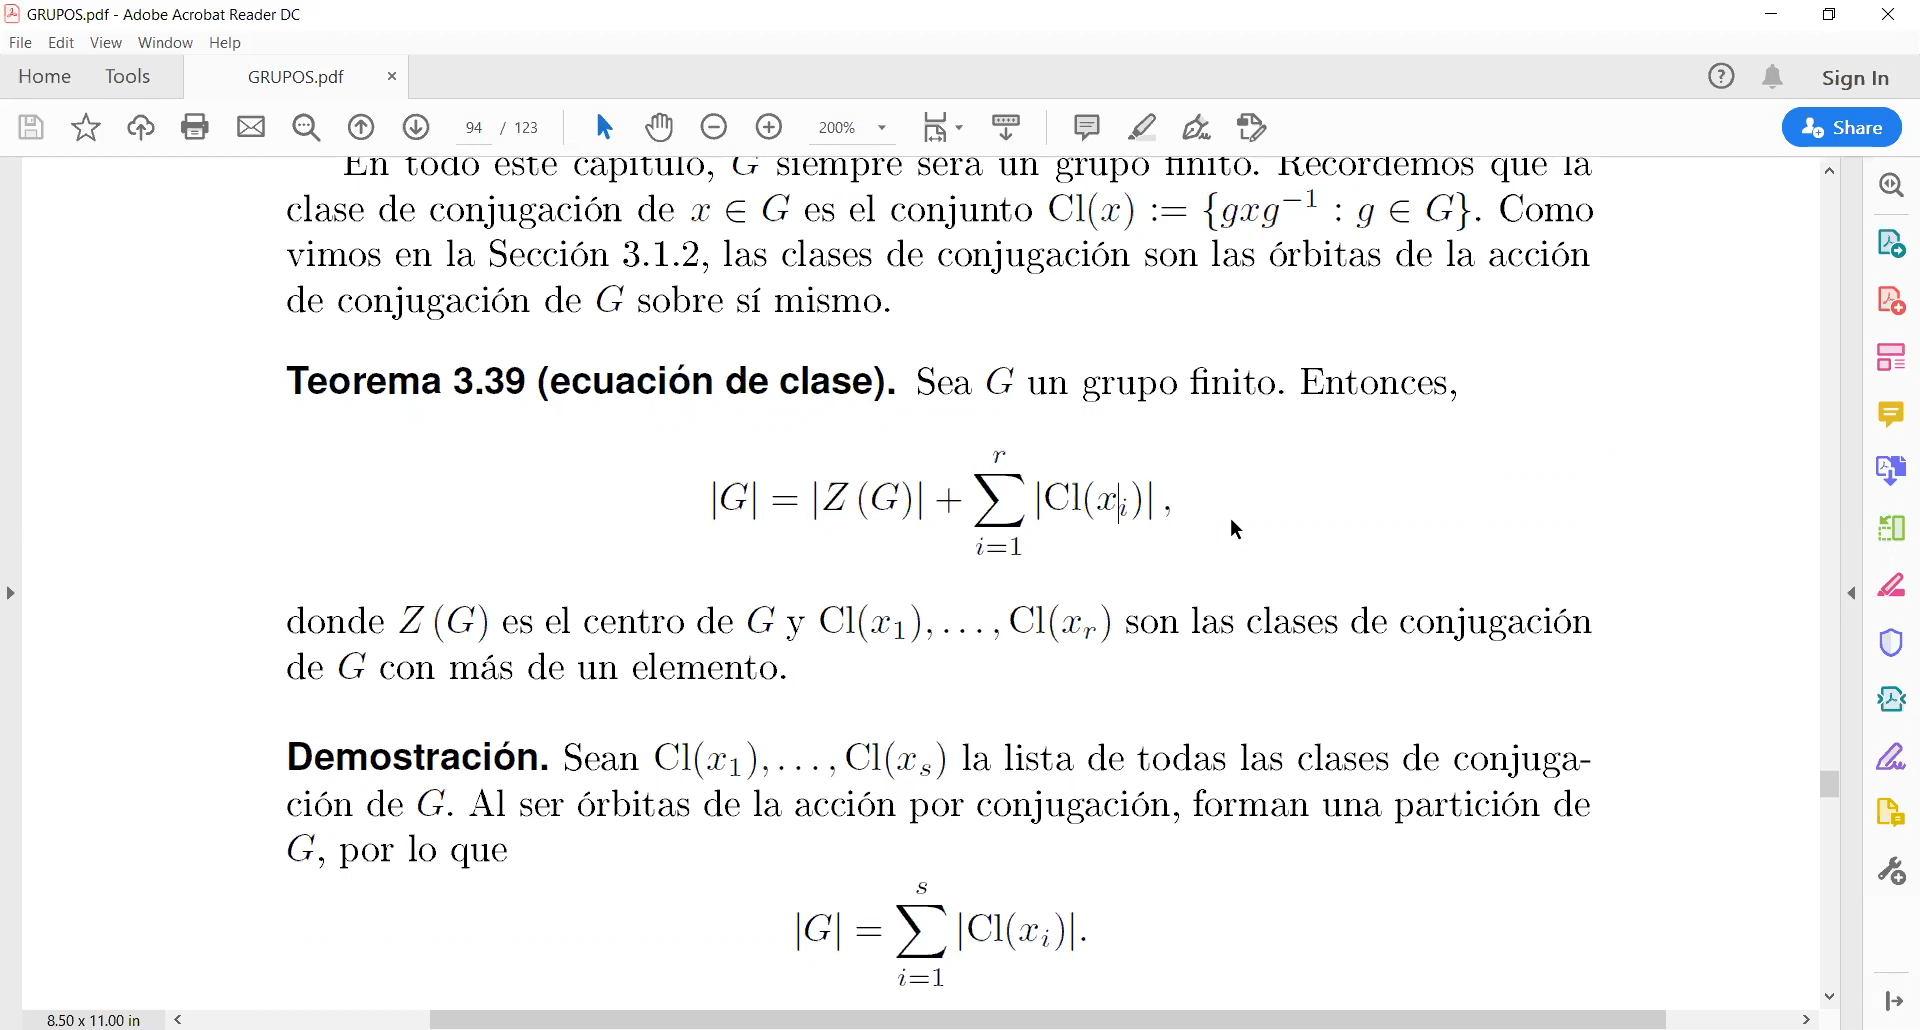 GRUPOS.pdf - Adobe Acrobat Reader DC
File Edit View Window Help
Home Tools GRUPOS.pdf × Sign In
94 / 123 200% Share
En todo este capítulo, G siempre será un grupo finito. Recordemos que la
clase de conjugación de x ∈ G es el conjunto Cl(x) := {gxg⁻¹ : g ∈ G}. Como
vimos en la Sección 3.1.2, las clases de conjugación son las órbitas de la acción
de conjugación de G sobre sí mismo.
Teorema 3.39 (ecuación de clase). Sea G un grupo finito. Entonces,
|G| = |Z (G)| + ∑_{i=1}^{r} |Cl(x_i)| ,
donde Z (G) es el centro de G y Cl(x₁), . . . , Cl(x_r) son las clases de conjugación
de G con más de un elemento.
Demostración. Sean Cl(x₁), . . . , Cl(x_s) la lista de todas las clases de conjuga-
ción de G. Al ser órbitas de la acción por conjugación, forman una partición de
G, por lo que
|G| = ∑_{i=1}^{s} |Cl(x_i)|.
8.50 x 11.00 in